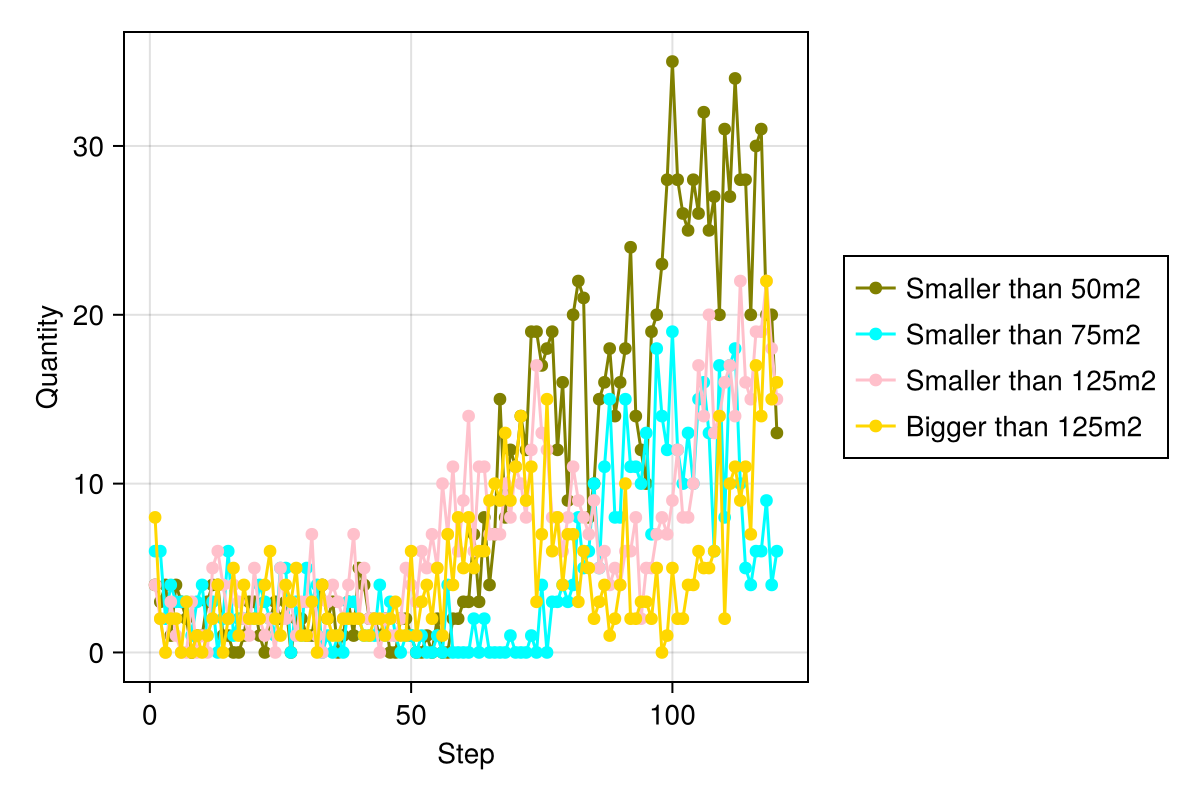 30
20
10
0
Quantity
0 50 100
Step
Smaller than 50m2
Smaller than 75m2
Smaller than 125m2
Bigger than 125m2